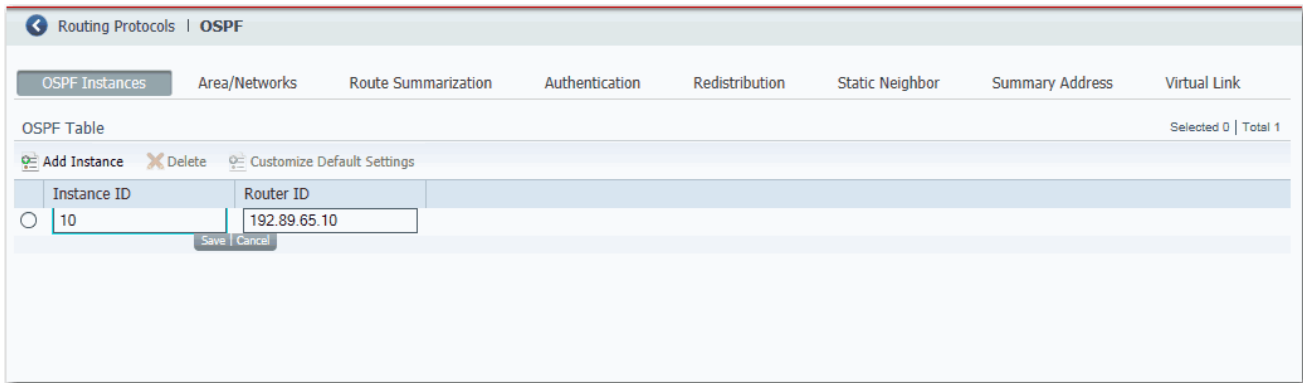 Routing Protocols | OSPF
OSPF Instances Area/Networks Route Summarization Authentication Redistribution Static Neighbor Summary Address Virtual Link
OSPF Table Selected 0 | Total 1
Add Instance Delete Customize Default Settings
Instance ID Router ID
10 192.89.65.10
Save | Cancel